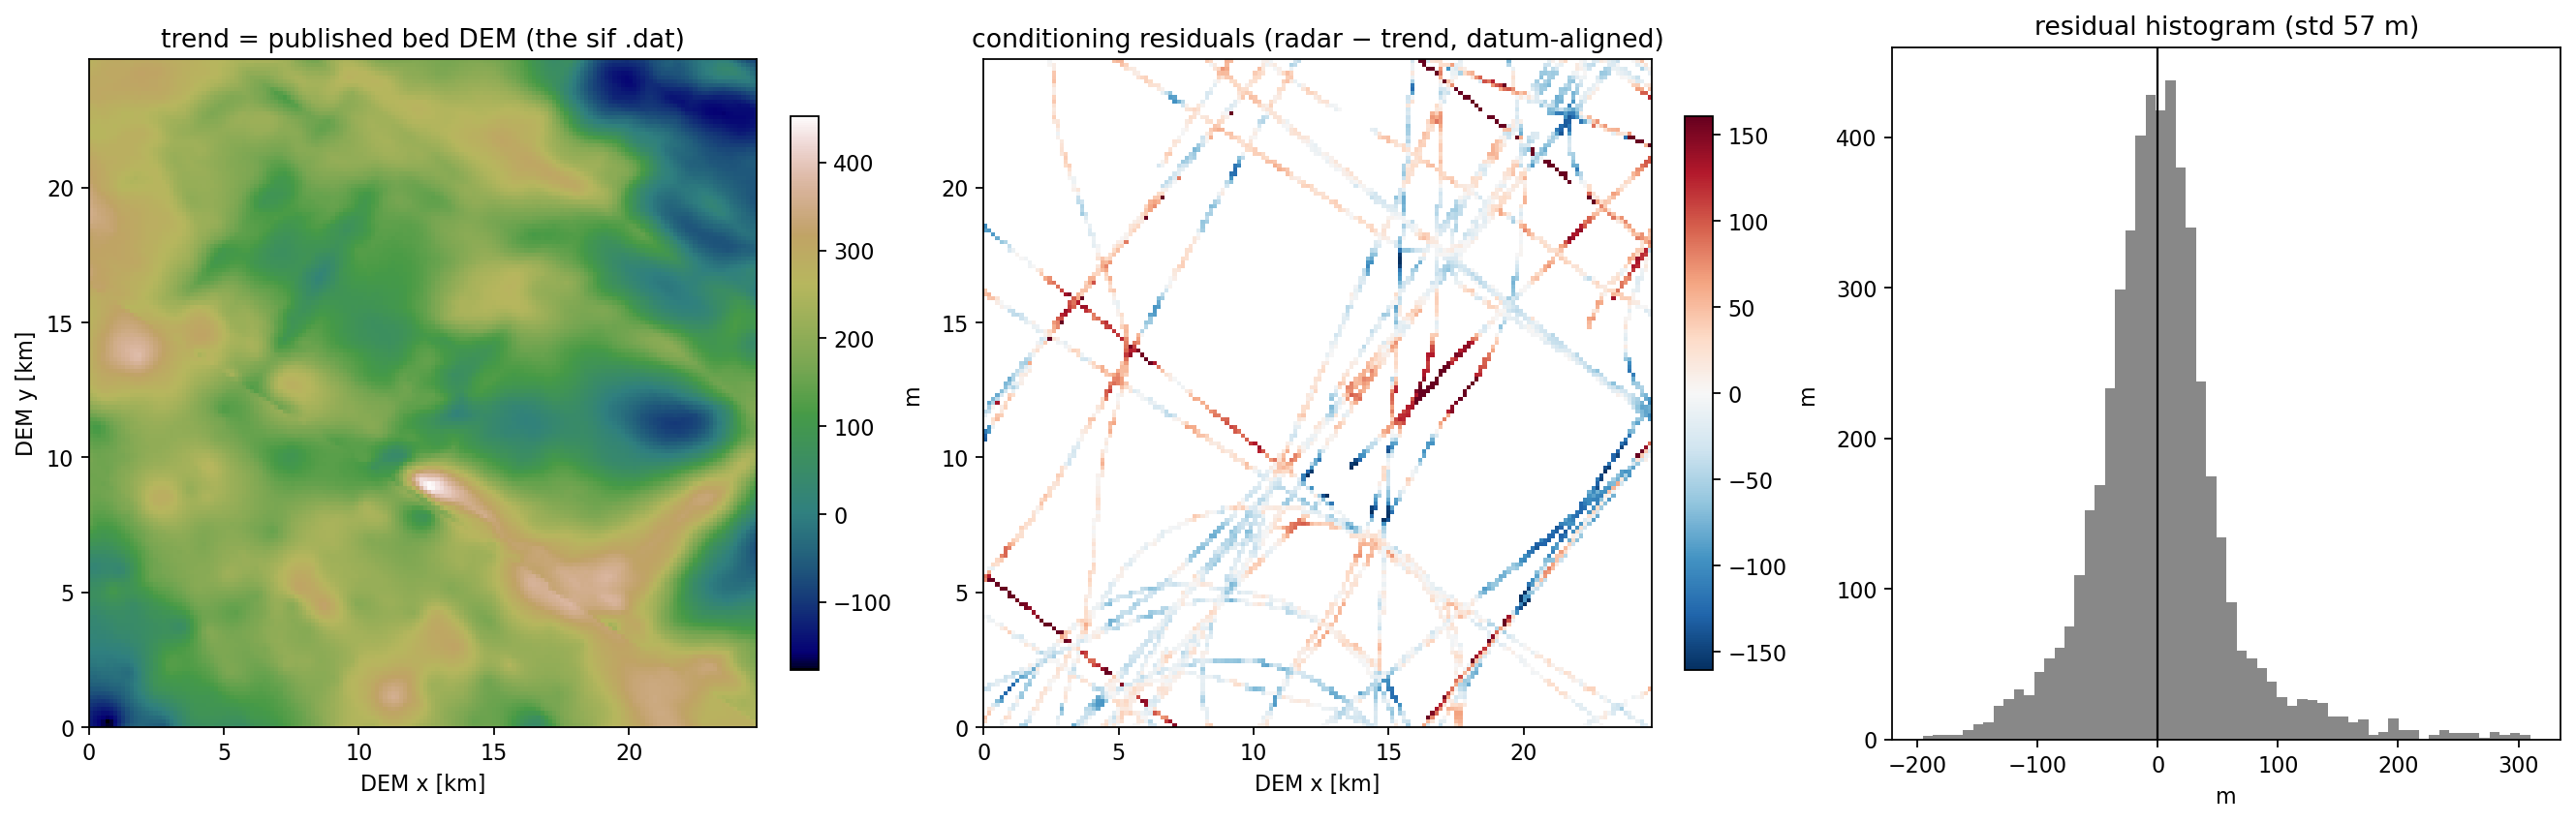 trend = published bed DEM (the sif .dat)
DEM y [km]
20
15
10
5
0
0 5 10 15 20
DEM x [km]
400
300
200
100
0
−100
m
conditioning residuals (radar − trend, datum-aligned)
20
15
10
5
0
0 5 10 15 20
DEM x [km]
150
100
50
0
−50
−100
−150
m
residual histogram (std 57 m)
400
300
200
100
0
−200 −100 0 100 200 300
m